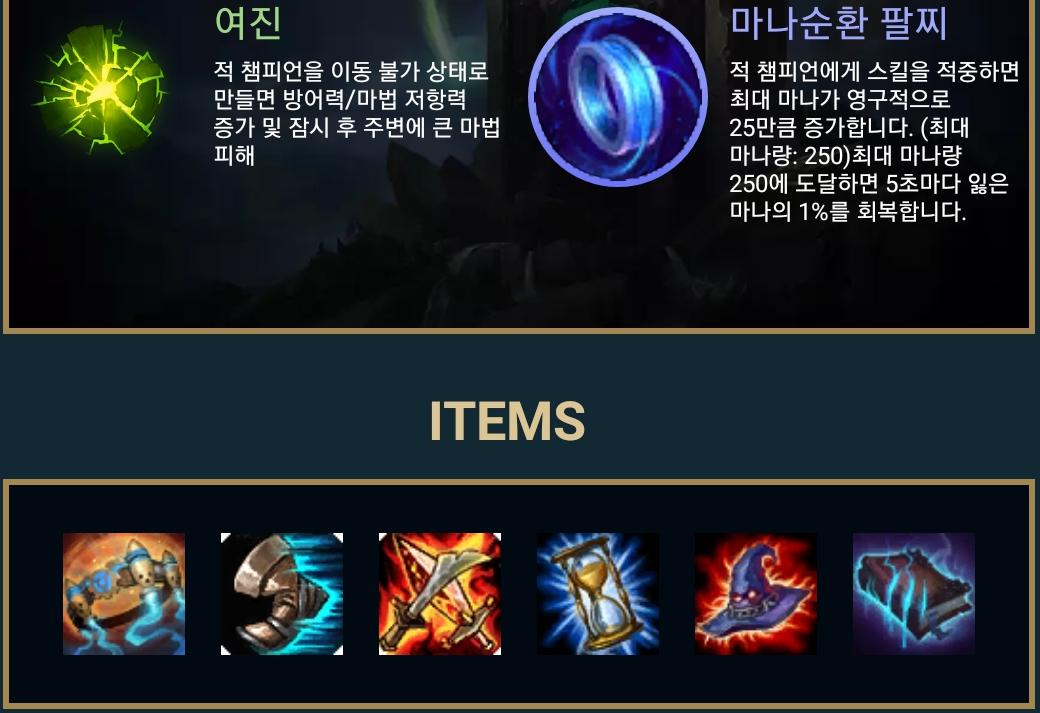 여진
적 챔피언을 이동 불가 상태로
만들면 방어력/마법 저항력
증가 및 잠시 후 주변에 큰 마법
피해
마나순환 팔찌
적 챔피언에게 스킬을 적중하면
최대 마나가 영구적으로
25만큼 증가합니다. (최대
마나량: 250)최대 마나량
250에 도달하면 5초마다 잃은
마나의 1%를 회복합니다.
ITEMS